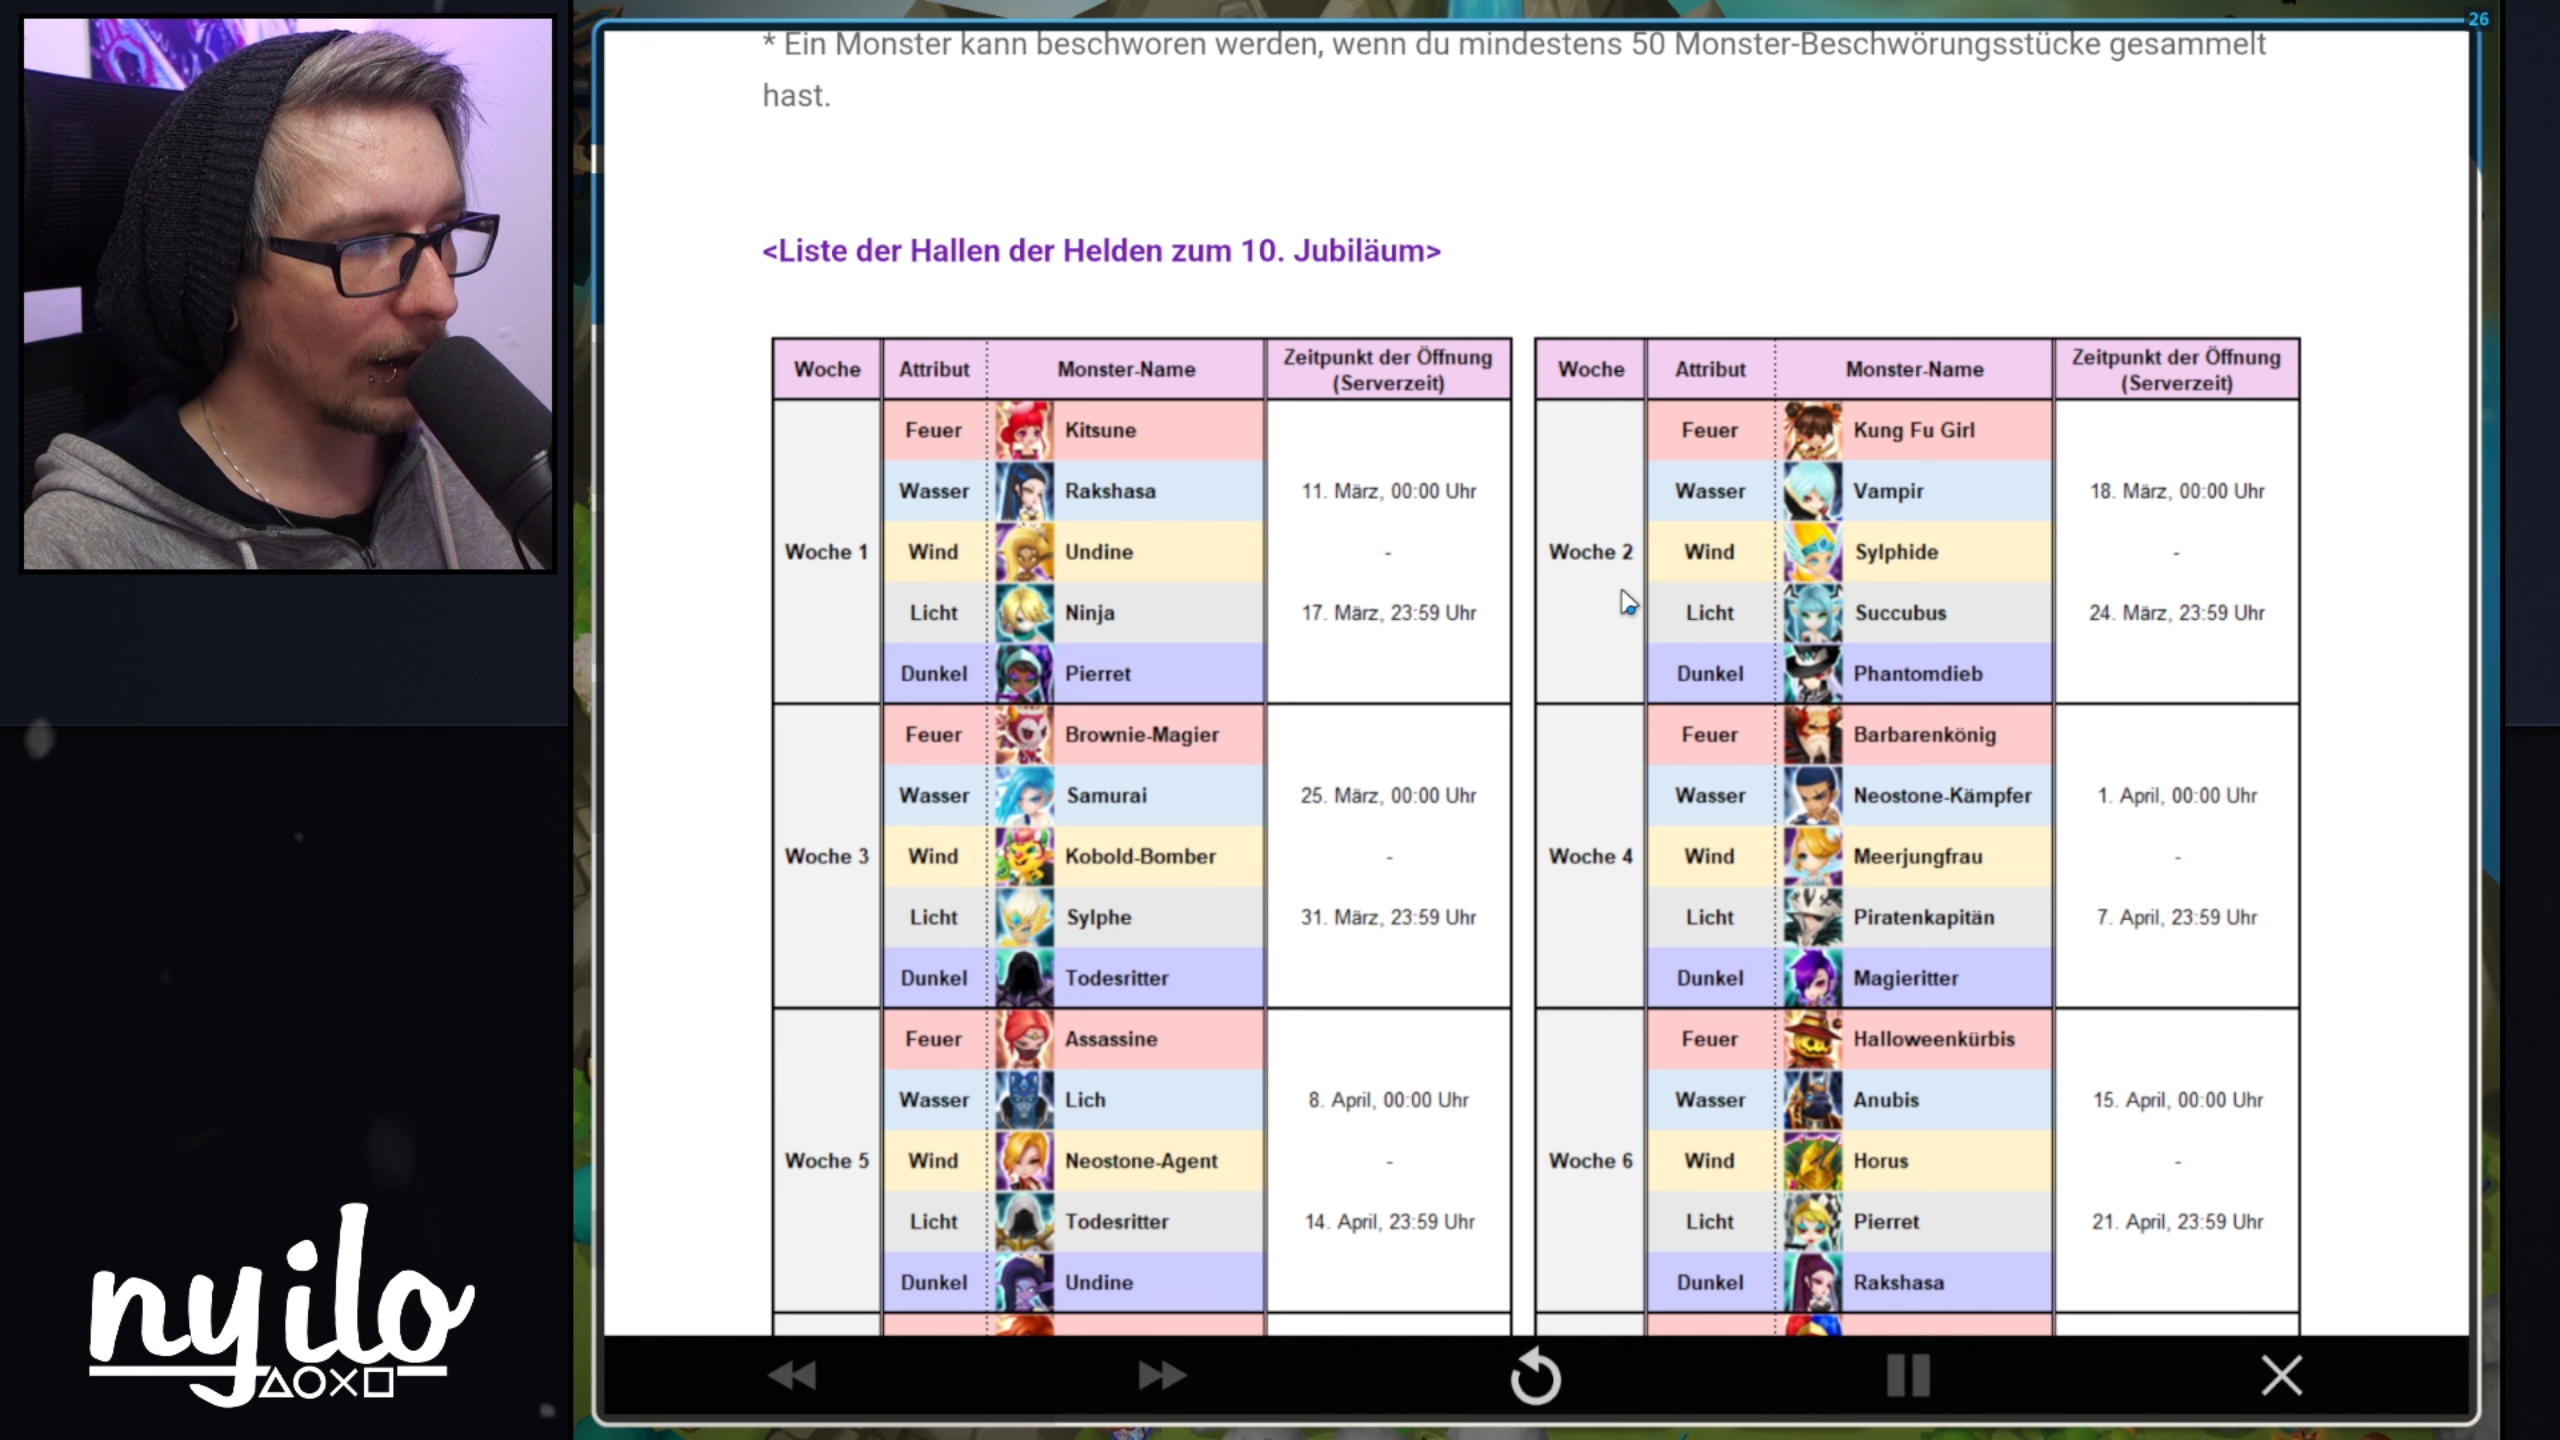 26
* Ein Monster kann beschworen werden, wenn du mindestens 50 Monster-Beschwörungsstücke gesammelt
hast.
<Liste der Hallen der Helden zum 10. Jubiläum>
Woche Attribut Monster-Name Zeitpunkt der Öffnung (Serverzeit)
Woche 1
Feuer Kitsune
Wasser Rakshasa 11. März, 00:00 Uhr
Wind Undine -
Licht Ninja 17. März, 23:59 Uhr
Dunkel Pierret
Woche 3
Feuer Brownie-Magier
Wasser Samurai 25. März, 00:00 Uhr
Wind Kobold-Bomber -
Licht Sylphe 31. März, 23:59 Uhr
Dunkel Todesritter
Woche 5
Feuer Assassine
Wasser Lich 8. April, 00:00 Uhr
Wind Neostone-Agent -
Licht Todesritter 14. April, 23:59 Uhr
Dunkel Undine
Woche Attribut Monster-Name Zeitpunkt der Öffnung (Serverzeit)
Woche 2
Feuer Kung Fu Girl
Wasser Vampir 18. März, 00:00 Uhr
Wind Sylphide -
Licht Succubus 24. März, 23:59 Uhr
Dunkel Phantomdieb
Woche 4
Feuer Barbarenkönig
Wasser Neostone-Kämpfer 1. April, 00:00 Uhr
Wind Meerjungfrau -
Licht Piratenkapitän 7. April, 23:59 Uhr
Dunkel Magieritter
Woche 6
Feuer Halloweenkürbis
Wasser Anubis 15. April, 00:00 Uhr
Wind Horus -
Licht Pierret 21. April, 23:59 Uhr
Dunkel Rakshasa
nyilo